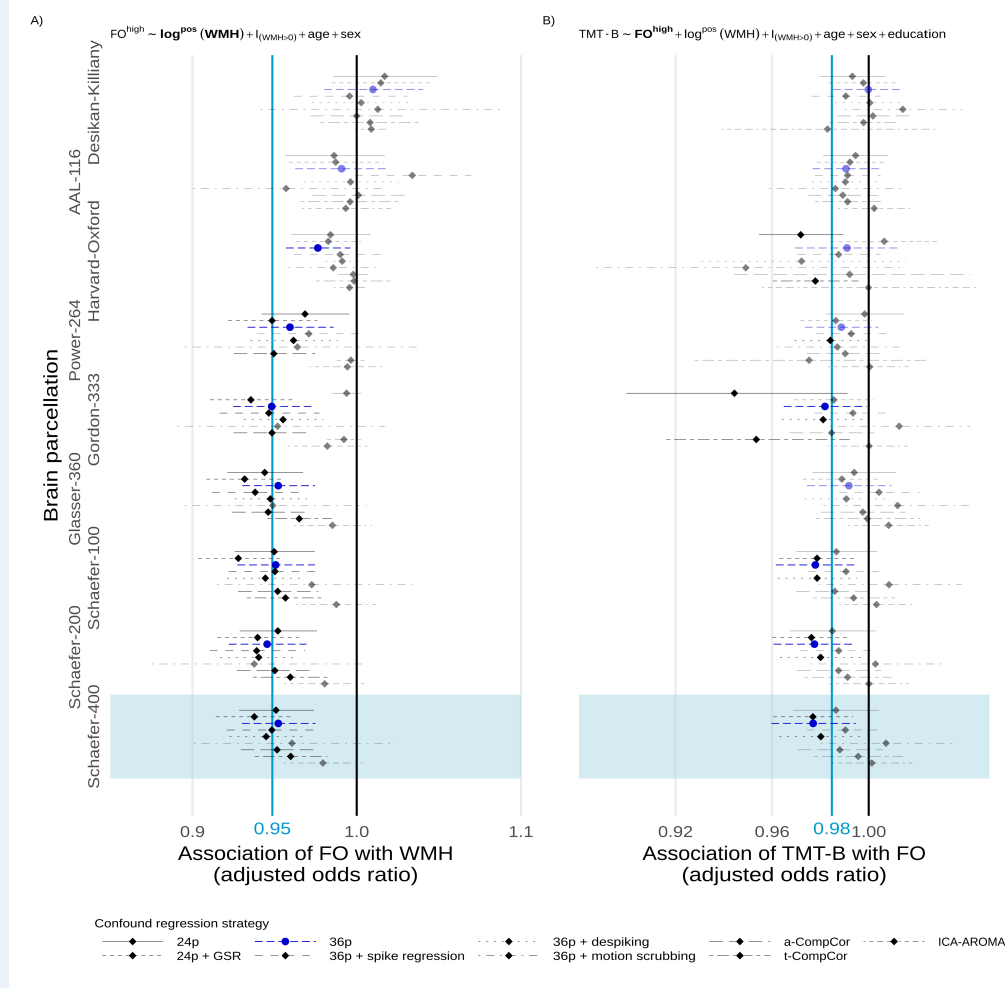 A)
FO^high ~ log^pos (WMH) + I_(WMH>0) + age + sex
B)
TMT - B ~ FO^high + log^pos (WMH) + I_(WMH>0) + age + sex + education
Brain parcellation
Desikan-Killiany
AAL-116
Harvard-Oxford
Power-264
Gordon-333
Glasser-360
Schaefer-100
Schaefer-200
Schaefer-400
0.9 0.95 1.0 1.1
Association of FO with WMH
(adjusted odds ratio)
0.92 0.96 0.98 1.00
Association of TMT-B with FO
(adjusted odds ratio)
Confound regression strategy
24p 36p 36p + despiking a-CompCor ICA-AROMA
24p + GSR 36p + spike regression 36p + motion scrubbing t-CompCor